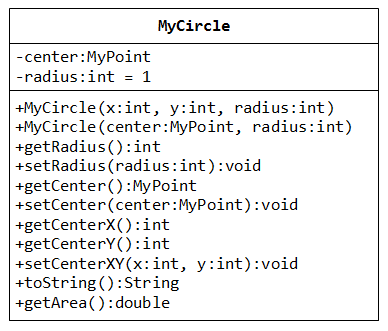 MyCircle
-center:MyPoint
-radius:int = 1
+MyCircle(x:int, y:int, radius:int)
+MyCircle(center:MyPoint, radius:int)
+getRadius():int
+setRadius(radius:int):void
+getCenter():MyPoint
+setCenter(center:MyPoint):void
+getCenterX():int
+getCenterY():int
+setCenterXY(x:int, y:int):void
+toString():String
+getArea():double